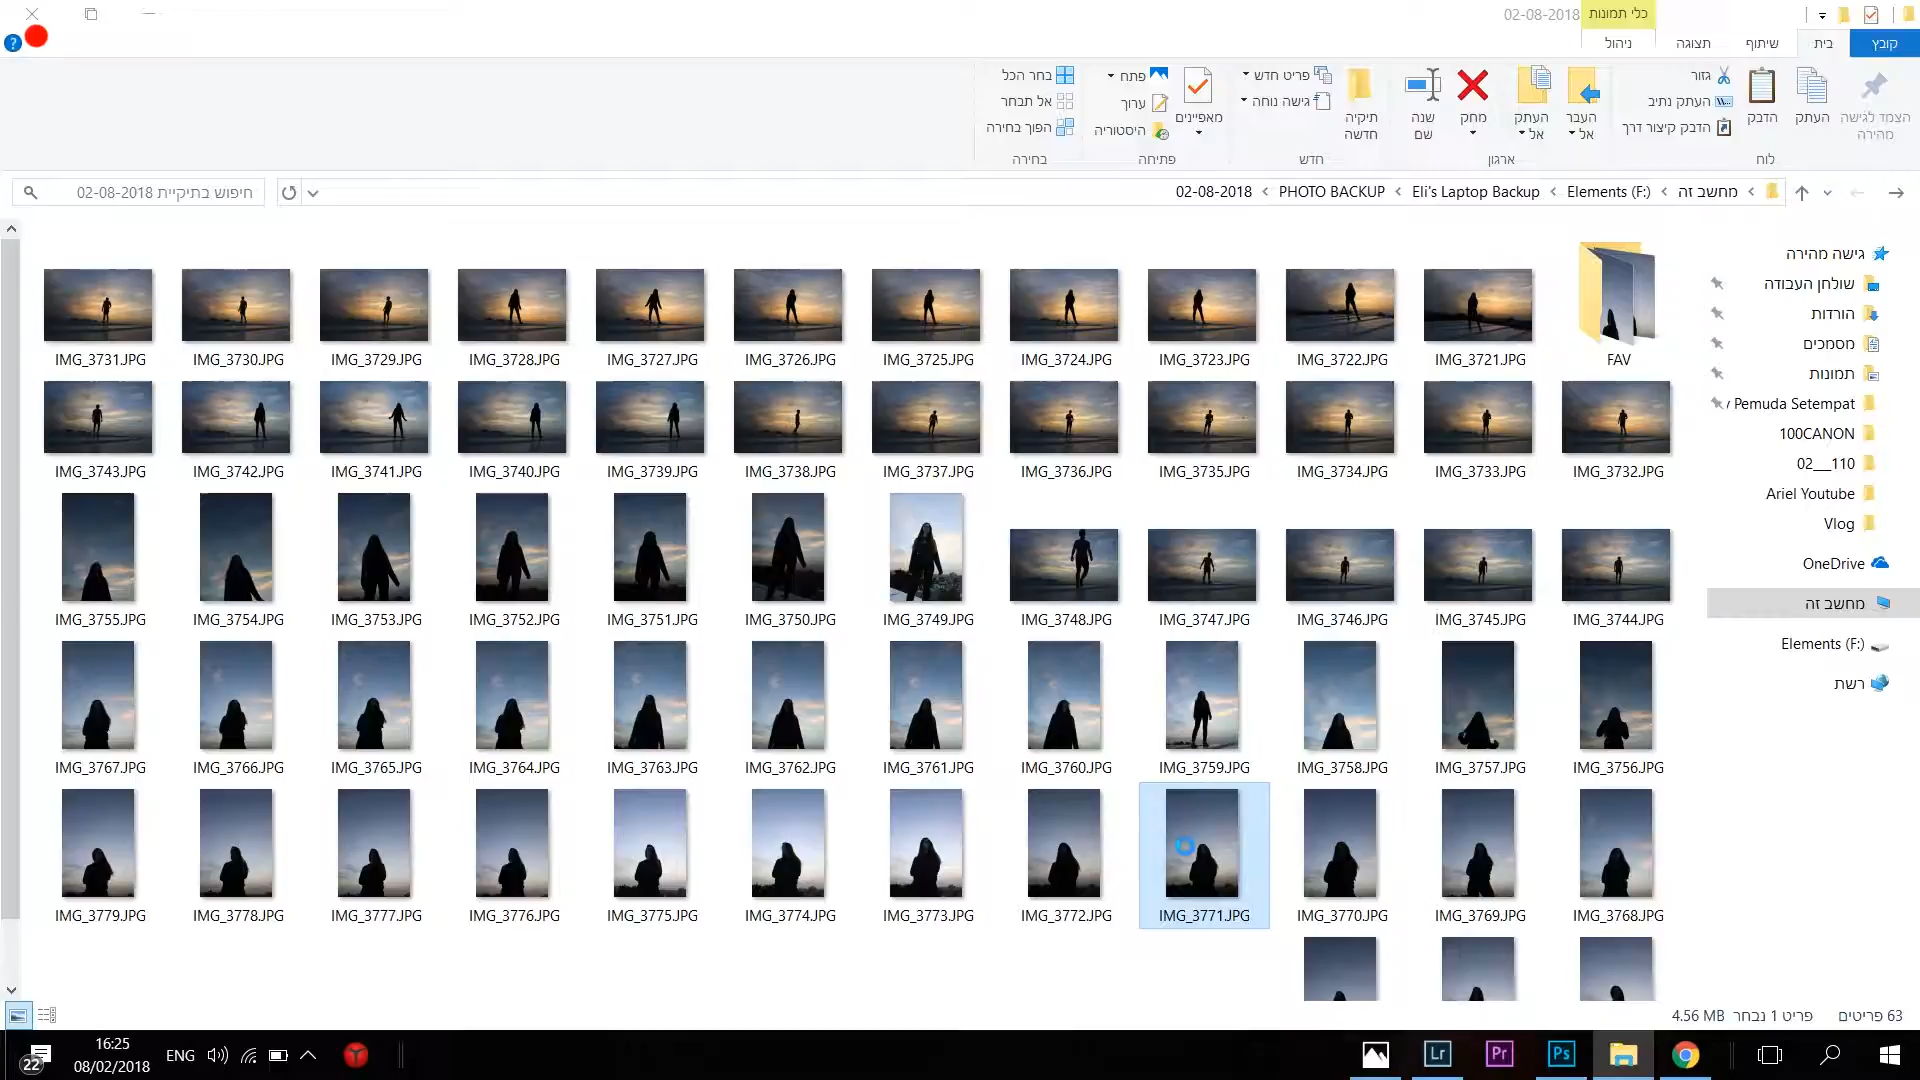 02-08-2018
כלי תמונות
קובץ
בית
שיתוף
תצוגה
ניהול
הצמד לגישה מהירה
העתק
הדבק
גזור
העתק נתיב
הדבק קיצור דרך
לוח
העבר אל
העתק אל
מחק
שנה שם
ארגון
תיקיה חדשה
פריט חדש
גישה נוחה
חדש
מאפיינים
פתח
ערוך
היסטוריה
פתיחה
בחר הכל
אל תבחר
הפוך בחירה
בחירה
מחשב זה
Elements (F:)
Eli's Laptop Backup
PHOTO BACKUP
02-08-2018
חיפוש בתיקיית 02-08-2018
גישה מהירה
שולחן העבודה
הורדות
מסמכים
תמונות
Pemuda Setempat
100CANON
110___02
Ariel Youtube
Vlog
OneDrive
מחשב זה
Elements (F:)
רשת
FAV
IMG_3721.JPG
IMG_3722.JPG
IMG_3723.JPG
IMG_3724.JPG
IMG_3725.JPG
IMG_3726.JPG
IMG_3727.JPG
IMG_3728.JPG
IMG_3729.JPG
IMG_3730.JPG
IMG_3731.JPG
IMG_3732.JPG
IMG_3733.JPG
IMG_3734.JPG
IMG_3735.JPG
IMG_3736.JPG
IMG_3737.JPG
IMG_3738.JPG
IMG_3739.JPG
IMG_3740.JPG
IMG_3741.JPG
IMG_3742.JPG
IMG_3743.JPG
IMG_3744.JPG
IMG_3745.JPG
IMG_3746.JPG
IMG_3747.JPG
IMG_3748.JPG
IMG_3749.JPG
IMG_3750.JPG
IMG_3751.JPG
IMG_3752.JPG
IMG_3753.JPG
IMG_3754.JPG
IMG_3755.JPG
IMG_3756.JPG
IMG_3757.JPG
IMG_3758.JPG
IMG_3759.JPG
IMG_3760.JPG
IMG_3761.JPG
IMG_3762.JPG
IMG_3763.JPG
IMG_3764.JPG
IMG_3765.JPG
IMG_3766.JPG
IMG_3767.JPG
IMG_3768.JPG
IMG_3769.JPG
IMG_3770.JPG
IMG_3771.JPG
IMG_3772.JPG
IMG_3773.JPG
IMG_3774.JPG
IMG_3775.JPG
IMG_3776.JPG
IMG_3777.JPG
IMG_3778.JPG
IMG_3779.JPG
63 פריטים
פריט 1 נבחר 4.56 MB
Lr
Pr
Ps
ENG
16:25
08/02/2018
22